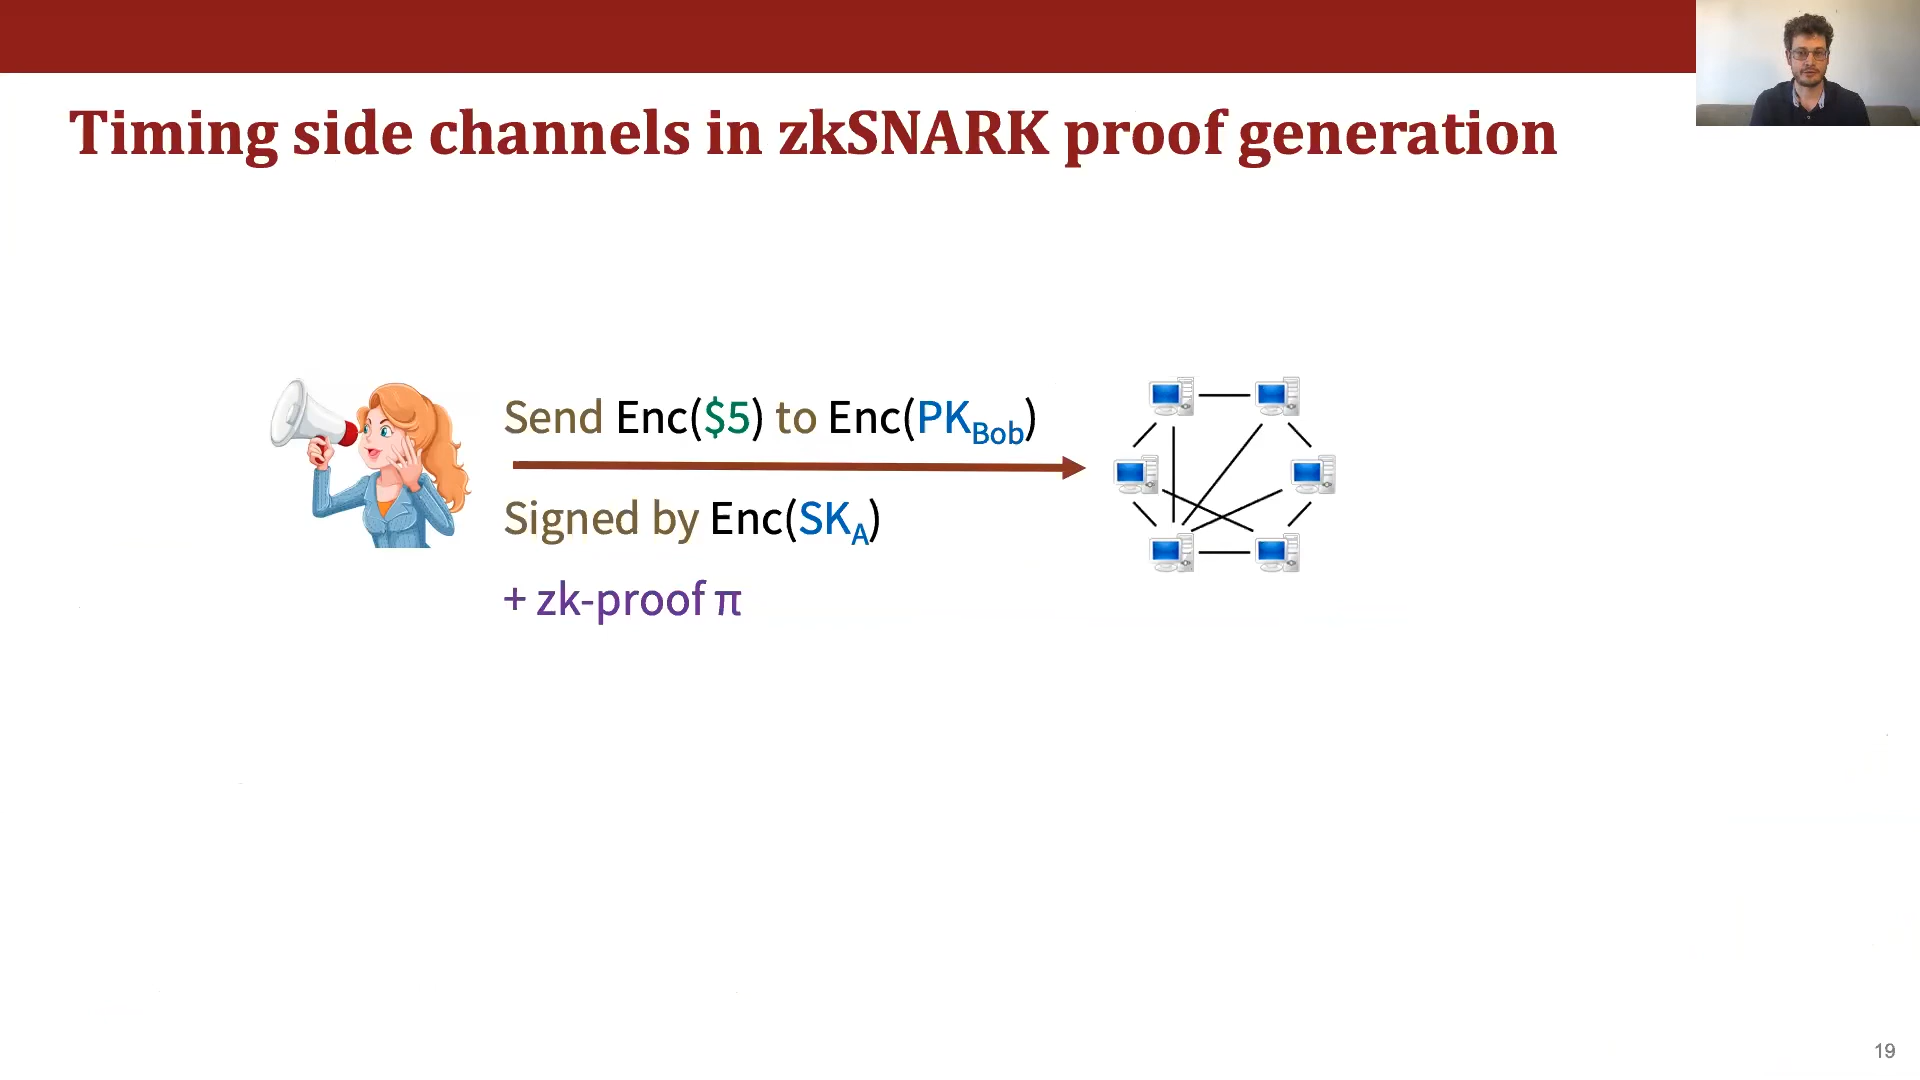 Timing side channels in zkSNARK proof generation
Send Enc($5) to Enc(PK_Bob)
Signed by Enc(SK_A)
+ zk-proof π
19